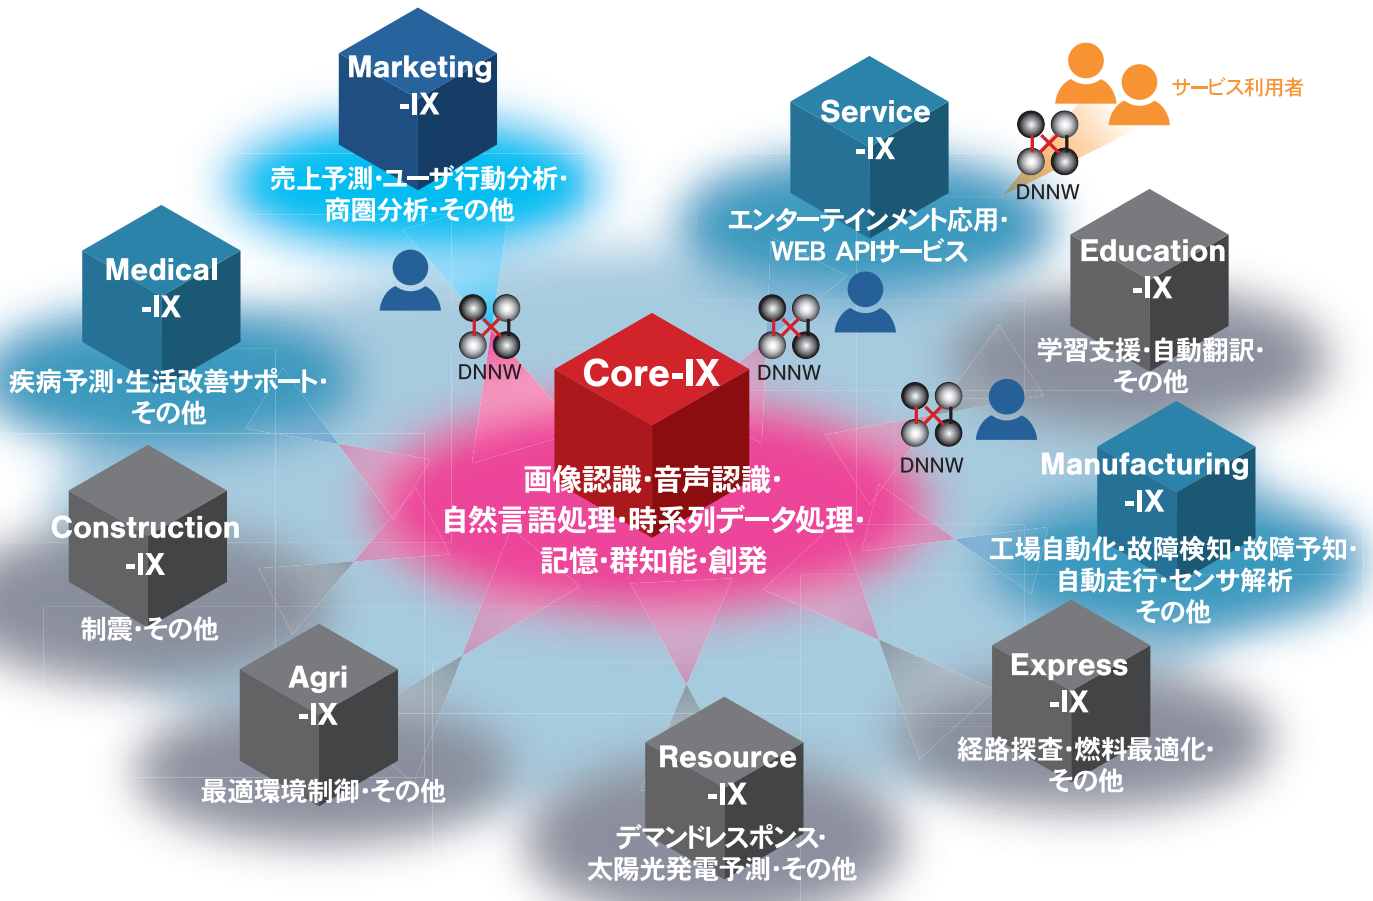 Marketing
-IX
売上予測・ユーザ行動分析・
商圏分析・その他
Service
-IX
エンターテインメント応用・
WEB APIサービス
サービス利用者
DNNW
Medical
-IX
疾病予測・生活改善サポート・
その他
DNNW
DNNW
Education
-IX
学習支援・自動翻訳・
その他
Core-IX
画像認識・音声認識・
自然言語処理・時系列データ処理・
記憶・群知能・創発
DNNW
Manufacturing
-IX
工場自動化・故障検知・故障予知・
自動走行・センサ解析
その他
Construction
-IX
制震・その他
Agri
-IX
最適環境制御・その他
Resource
-IX
デマンドレスポンス・
太陽光発電予測・その他
Express
-IX
経路探査・燃料最適化・
その他